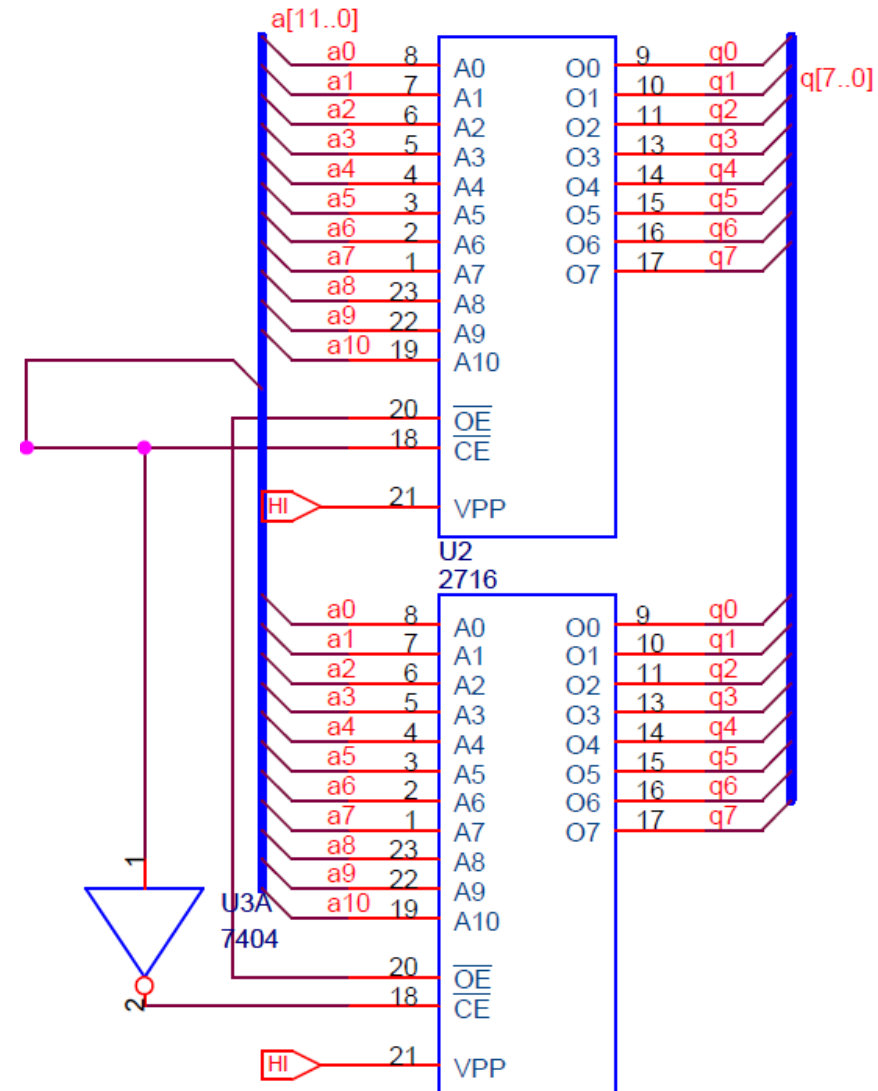 a[11..0]
a0 8 A0 O0 9 q0
a1 7 A1 O1 10 q1 q[7..0]
a2 6 A2 O2 11 q2
a3 5 A3 O3 13 q3
a4 4 A4 O4 14 q4
a5 3 A5 O5 15 q5
a6 2 A6 O6 16 q6
a7 1 A7 O7 17 q7
a8 23 A8
a9 22 A9
a10 19 A10
20 OE
18 CE
HI 21 VPP
U2
2716
a0 8 A0 O0 9 q0
a1 7 A1 O1 10 q1
a2 6 A2 O2 11 q2
a3 5 A3 O3 13 q3
a4 4 A4 O4 14 q4
a5 3 A5 O5 15 q5
a6 2 A6 O6 16 q6
a7 1 A7 O7 17 q7
a8 23 A8
a9 22 A9
a10 19 A10
1
U3A
7404
2
20 OE
18 CE
HI 21 VPP